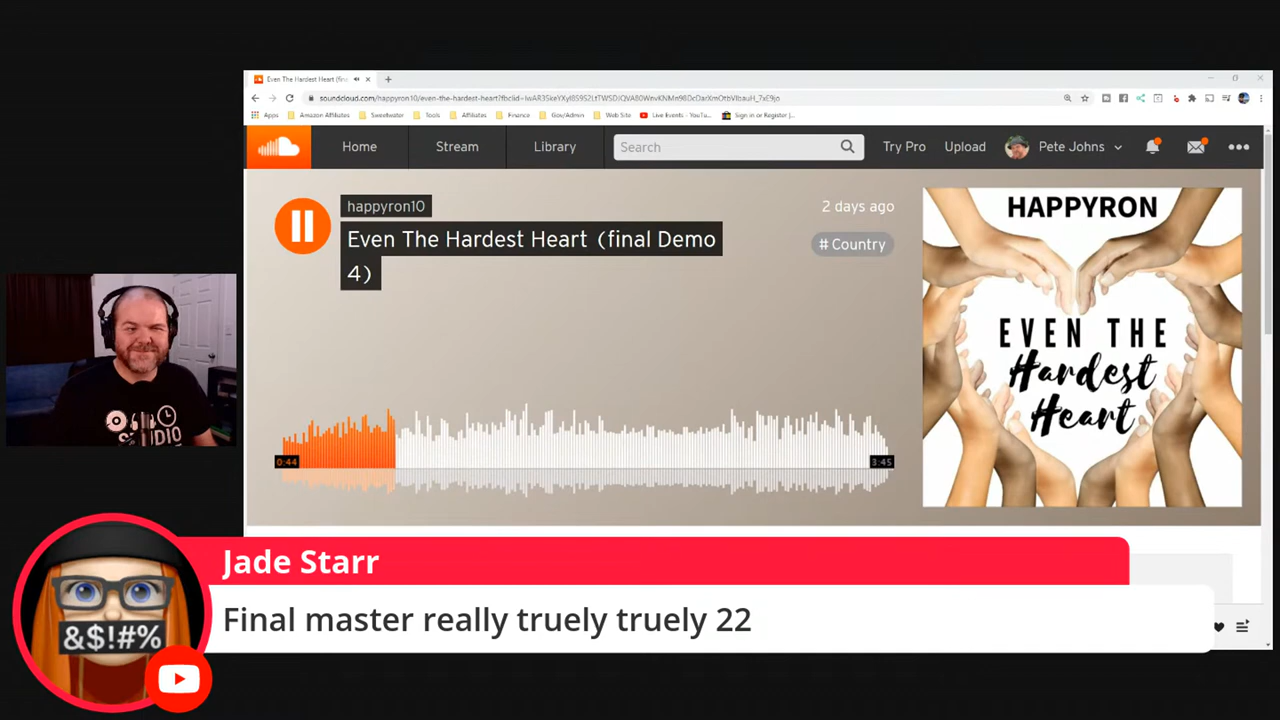 Even The Hardest Heart (fina
soundcloud.com/happyron10/even-the-hardest-heart
Apps
Amazon Affiliates
Sweetwater
Tools
Affiliates
Finance
Gov/Admin
Web Site
Live Events - YouTu...
Sign in or Register |...
Home
Stream
Library
Search
Try Pro
Upload
Pete Johns
happyron10
2 days ago
Even The Hardest Heart (final Demo
4)
# Country
0:44
3:45
HAPPYRON
EVEN THE
Hardest
Heart
STUDIO
Jade Starr
Final master really truely truely 22
&$!#%